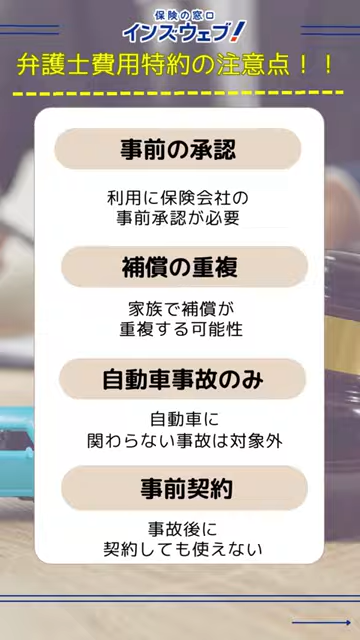 保険の窓口
インズウェブ!
弁護士費用特約の注意点!!
事前の承認
利用に保険会社の
事前承認が必要
補償の重複
家族で補償が
重複する可能性
自動車事故のみ
自動車に
関わらない事故は対象外
事前契約
事故後に
契約しても使えない